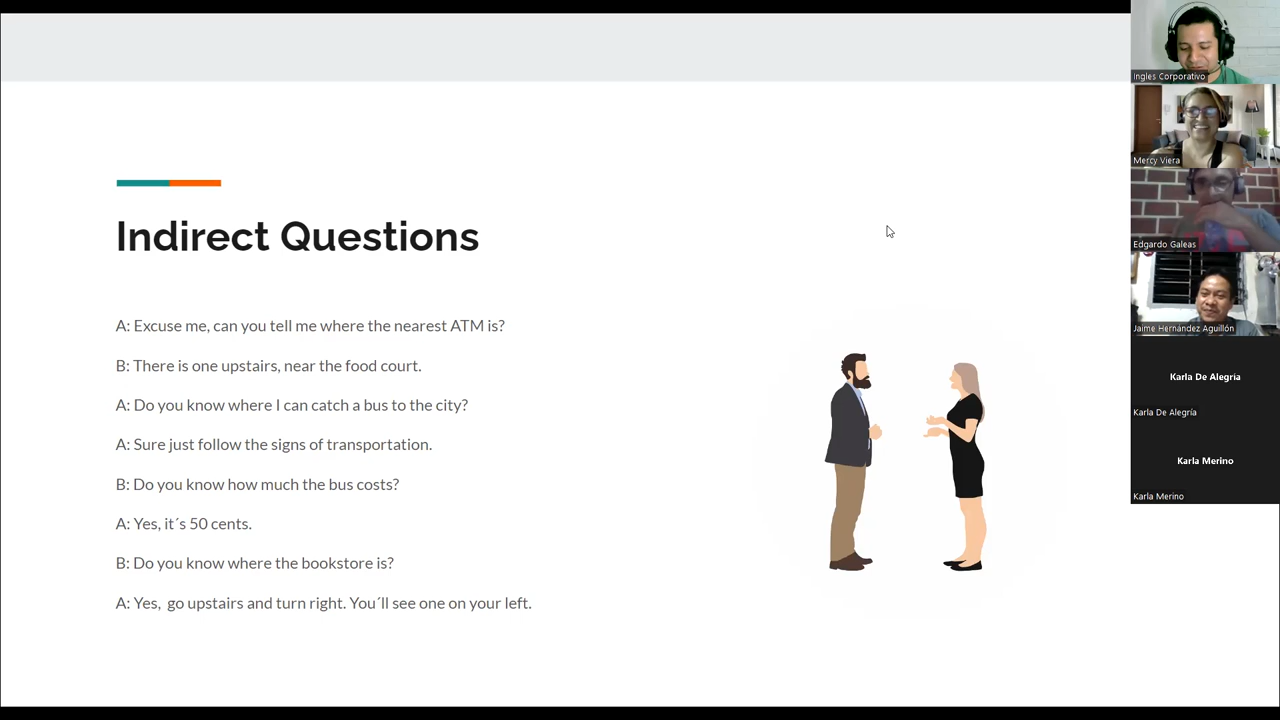 Indirect Questions
A: Excuse me, can you tell me where the nearest ATM is?
B: There is one upstairs, near the food court.
A: Do you know where I can catch a bus to the city?
A: Sure just follow the signs of transportation.
B: Do you know how much the bus costs?
A: Yes, it´s 50 cents.
B: Do you know where the bookstore is?
A: Yes,  go upstairs and turn right. You´ll see one on your left.
Ingles Corporativo
Mercy Viera
Edgardo Galeas
Jaime Hernández Aguillón
Karla De Alegria
Karla De Alegría
Karla Merino
Karla Merino